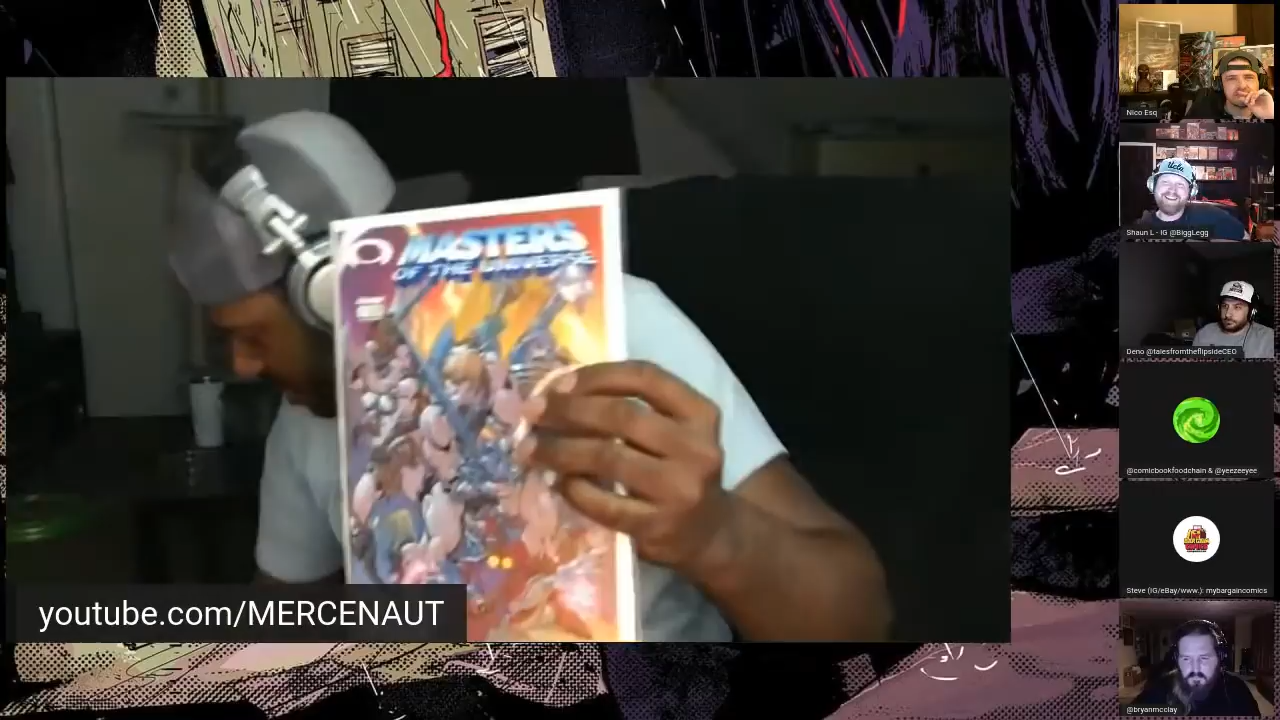 MASTERS
OF THE UNIVERSE
youtube.com/MERCENAUT
Nico Esq
Ucla
Shaun L - IG @BiggLegg
Deno @talesfromtheflipsideCEO
@comicbookfoodchain & @yeezeeyee
Steve (IG/eBay/www.): mybargaincomics
@bryanmcclay